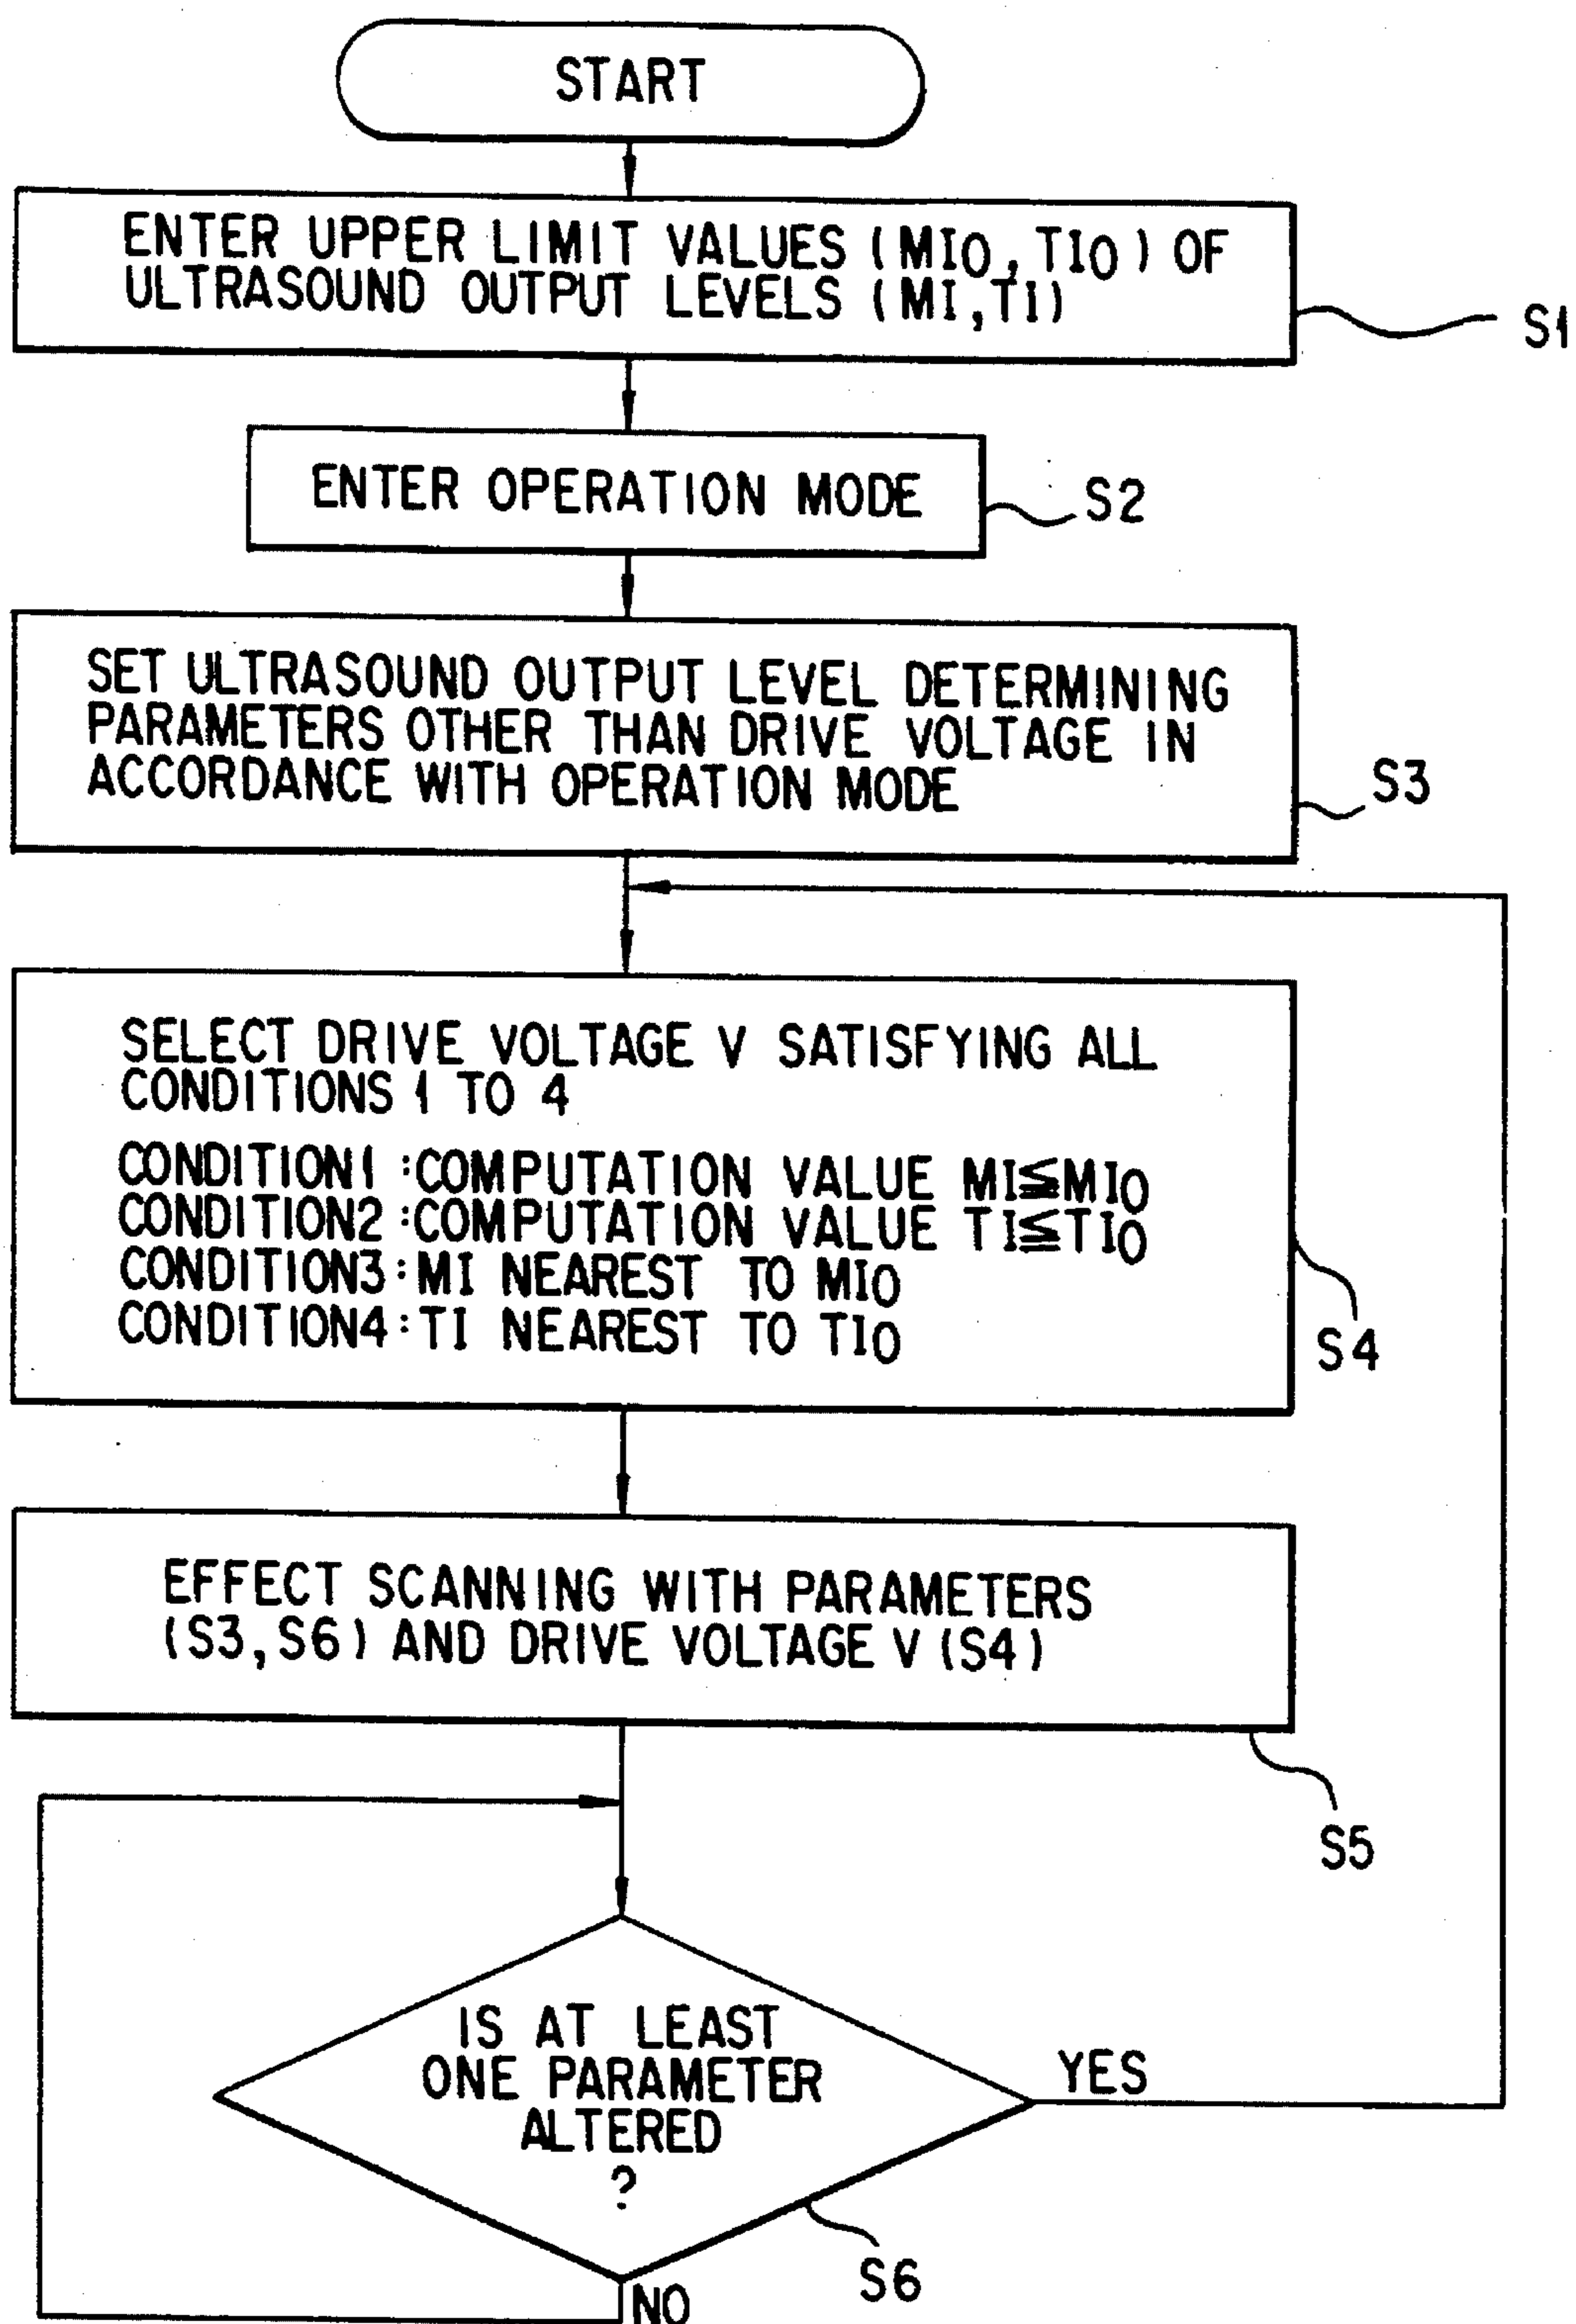 START
ENTER UPPER LIMIT VALUES (MI0, TI0) OF
ULTRASOUND OUTPUT LEVELS (MI,TI)
S1
ENTER OPERATION MODE
S2
SET ULTRASOUND OUTPUT LEVEL DETERMINING
PARAMETERS OTHER THAN DRIVE VOLTAGE IN
ACCORDANCE WITH OPERATION MODE
S3
SELECT DRIVE VOLTAGE V SATISFYING ALL
CONDITIONS 1 TO 4
CONDITION1 :COMPUTATION VALUE MI≦MI0
CONDITION2 :COMPUTATION VALUE TI≦TI0
CONDITION3 :MI NEAREST TO MI0
CONDITION4 :TI NEAREST TO TI0
S4
EFFECT SCANNING WITH PARAMETERS
(S3,S6) AND DRIVE VOLTAGE V (S4)
S5
IS AT LEAST
ONE PARAMETER
ALTERED
?
YES
S6
NO